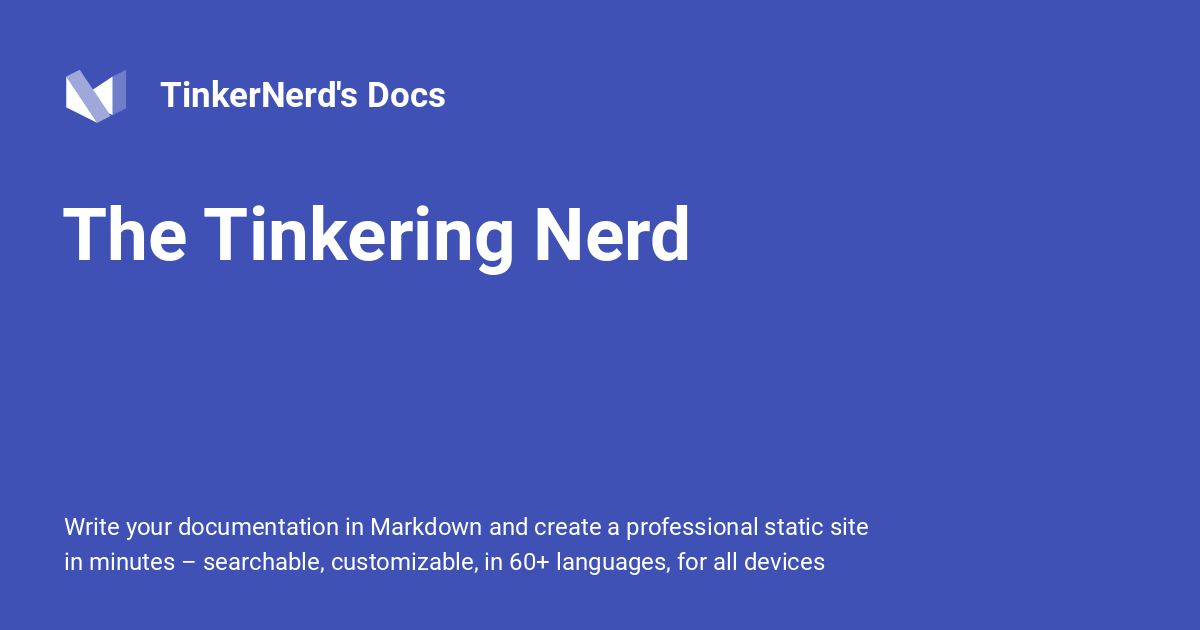 TinkerNerd's Docs
The Tinkering Nerd
Write your documentation in Markdown and create a professional static site
in minutes – searchable, customizable, in 60+ languages, for all devices